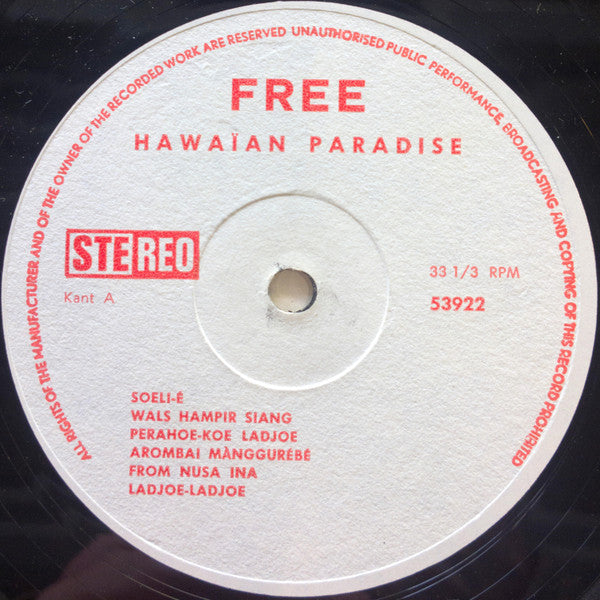 ALL RIGHTS OF THE MANUFACTURER AND OF THE OWNER OF THE RECORDED WORK ARE RESERVED UNAUTHORISED PUBLIC PERFORMANCE, BROADCASTING AND COPYING OF THIS RECORD PROHIBITED
FREE
HAWAÏAN PARADISE
STEREO
33 1/3 RPM
Kant A
53922
SOELI-É
WALS HAMPIR SIANG
PERAHOE-KOE LADJOE
AROMBAI MÀNGGURÉBÉ
FROM NUSA INA
LADJOE-LADJOE